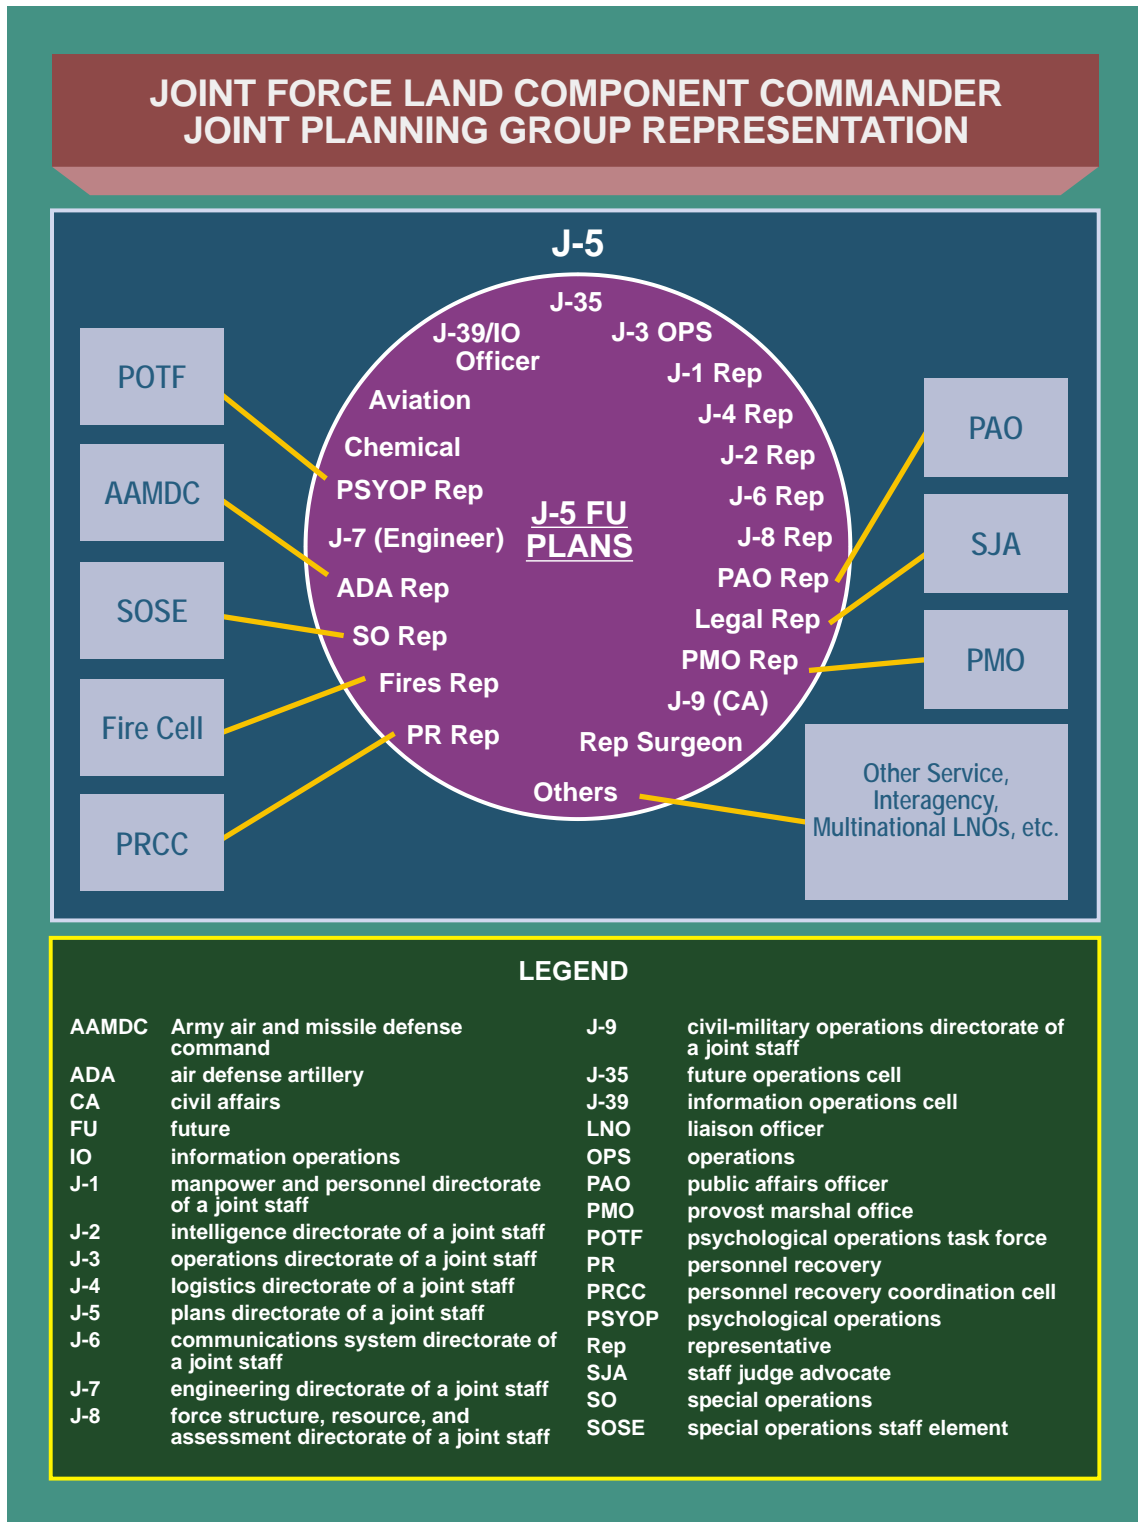 JOINT FORCE LAND COMPONENT COMMANDER
JOINT PLANNING GROUP REPRESENTATION
J-5
J-35
J-39/IO
Officer
J-3 OPS
J-1 Rep
Aviation
J-4 Rep
Chemical
J-2 Rep
PSYOP Rep
J-6 Rep
J-7 (Engineer)
J-5 FU
PLANS
J-8 Rep
ADA Rep
PAO Rep
SO Rep
Legal Rep
Fires Rep
PMO Rep
PR Rep
J-9 (CA)
Rep Surgeon
Others
POTF
AAMDC
SOSE
Fire Cell
PRCC
PAO
SJA
PMO
Other Service,
Interagency,
Multinational LNOs, etc.
LEGEND
AAMDC Army air and missile defense
command
ADA air defense artillery
CA civil affairs
FU future
IO information operations
J-1 manpower and personnel directorate
of a joint staff
J-2 intelligence directorate of a joint staff
J-3 operations directorate of a joint staff
J-4 logistics directorate of a joint staff
J-5 plans directorate of a joint staff
J-6 communications system directorate of
a joint staff
J-7 engineering directorate of a joint staff
J-8 force structure, resource, and
assessment directorate of a joint staff
J-9 civil-military operations directorate of
a joint staff
J-35 future operations cell
J-39 information operations cell
LNO liaison officer
OPS operations
PAO public affairs officer
PMO provost marshal office
POTF psychological operations task force
PR personnel recovery
PRCC personnel recovery coordination cell
PSYOP psychological operations
Rep representative
SJA staff judge advocate
SO special operations
SOSE special operations staff element